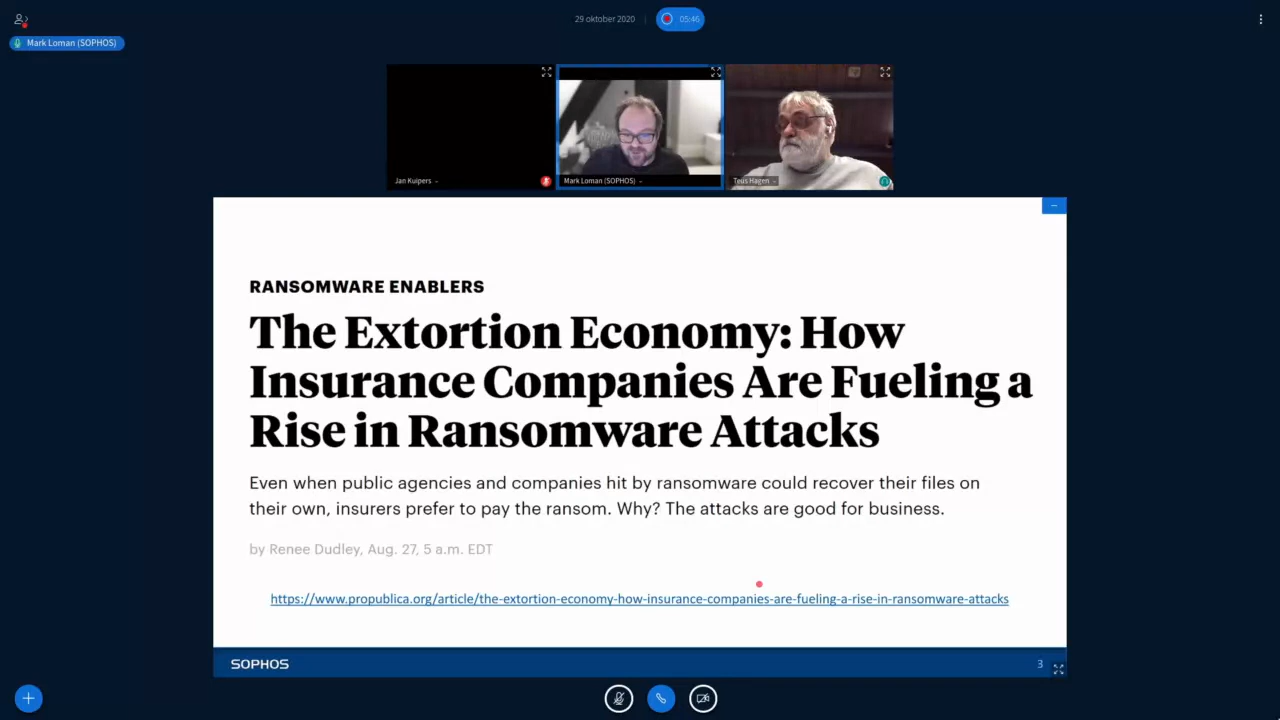 29 oktober 2020
05:46
Mark Loman (SOPHOS)
Jan Kuipers
Mark Loman (SOPHOS)
Teus Hagen
RANSOMWARE ENABLERS
The Extortion Economy: How
Insurance Companies Are Fueling a
Rise in Ransomware Attacks
Even when public agencies and companies hit by ransomware could recover their files on
their own, insurers prefer to pay the ransom. Why? The attacks are good for business.
by Renee Dudley, Aug. 27, 5 a.m. EDT
https://www.propublica.org/article/the-extortion-economy-how-insurance-companies-are-fueling-a-rise-in-ransomware-attacks
SOPHOS
3